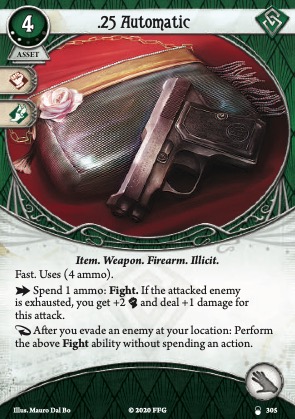 .25 Automatic
4
ASSET
Item. Weapon. Firearm. Illicit.
Fast. Uses (4 ammo).
Spend 1 ammo: Fight. If the attacked enemy
is exhausted, you get +2 and deal +1 damage for
this attack.
After you evade an enemy at your location: Perform
the above Fight ability without spending an action.
Illus. Mauro Dal Bo
© 2020 FFG
305